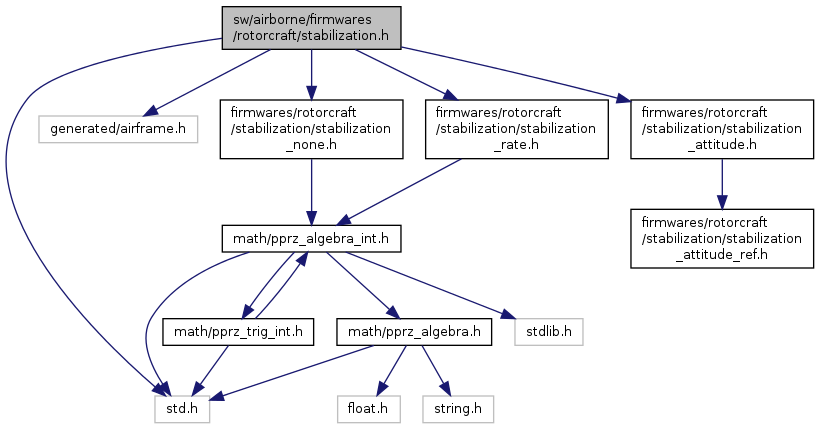 sw/airborne/firmwares
/rotorcraft/stabilization.h
generated/airframe.h
firmwares/rotorcraft
/stabilization/stabilization
_none.h
firmwares/rotorcraft
/stabilization/stabilization
_rate.h
firmwares/rotorcraft
/stabilization/stabilization
_attitude.h
math/pprz_algebra_int.h
firmwares/rotorcraft
/stabilization/stabilization
_attitude_ref.h
math/pprz_trig_int.h
math/pprz_algebra.h
stdlib.h
std.h
float.h
string.h